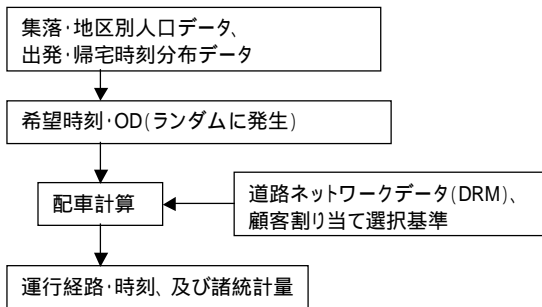 集落･地区別人口データ、
出発･帰宅時刻分布データ
希望時刻･OD(ランダムに発生)
配車計算
道路ネットワークデータ(DRM)、
顧客割り当て選択基準
運行経路･時刻、及び諸統計量